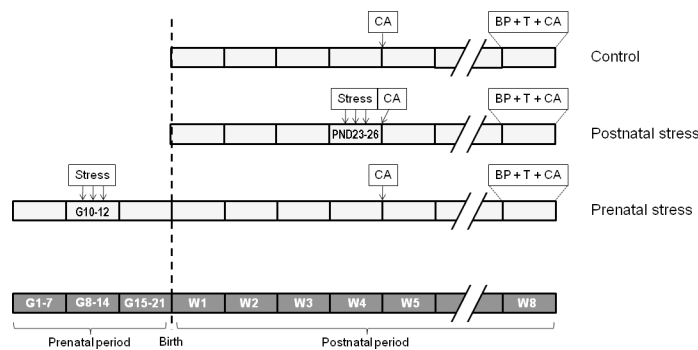 CA
BP + T + CA
Control
Stress
CA
BP + T + CA
PND23-26
Postnatal stress
Stress
CA
BP + T + CA
G10-12
Prenatal stress
G1-7 G8-14 G15-21 W1 W2 W3 W4 W5 W8
Prenatal period Birth Postnatal period